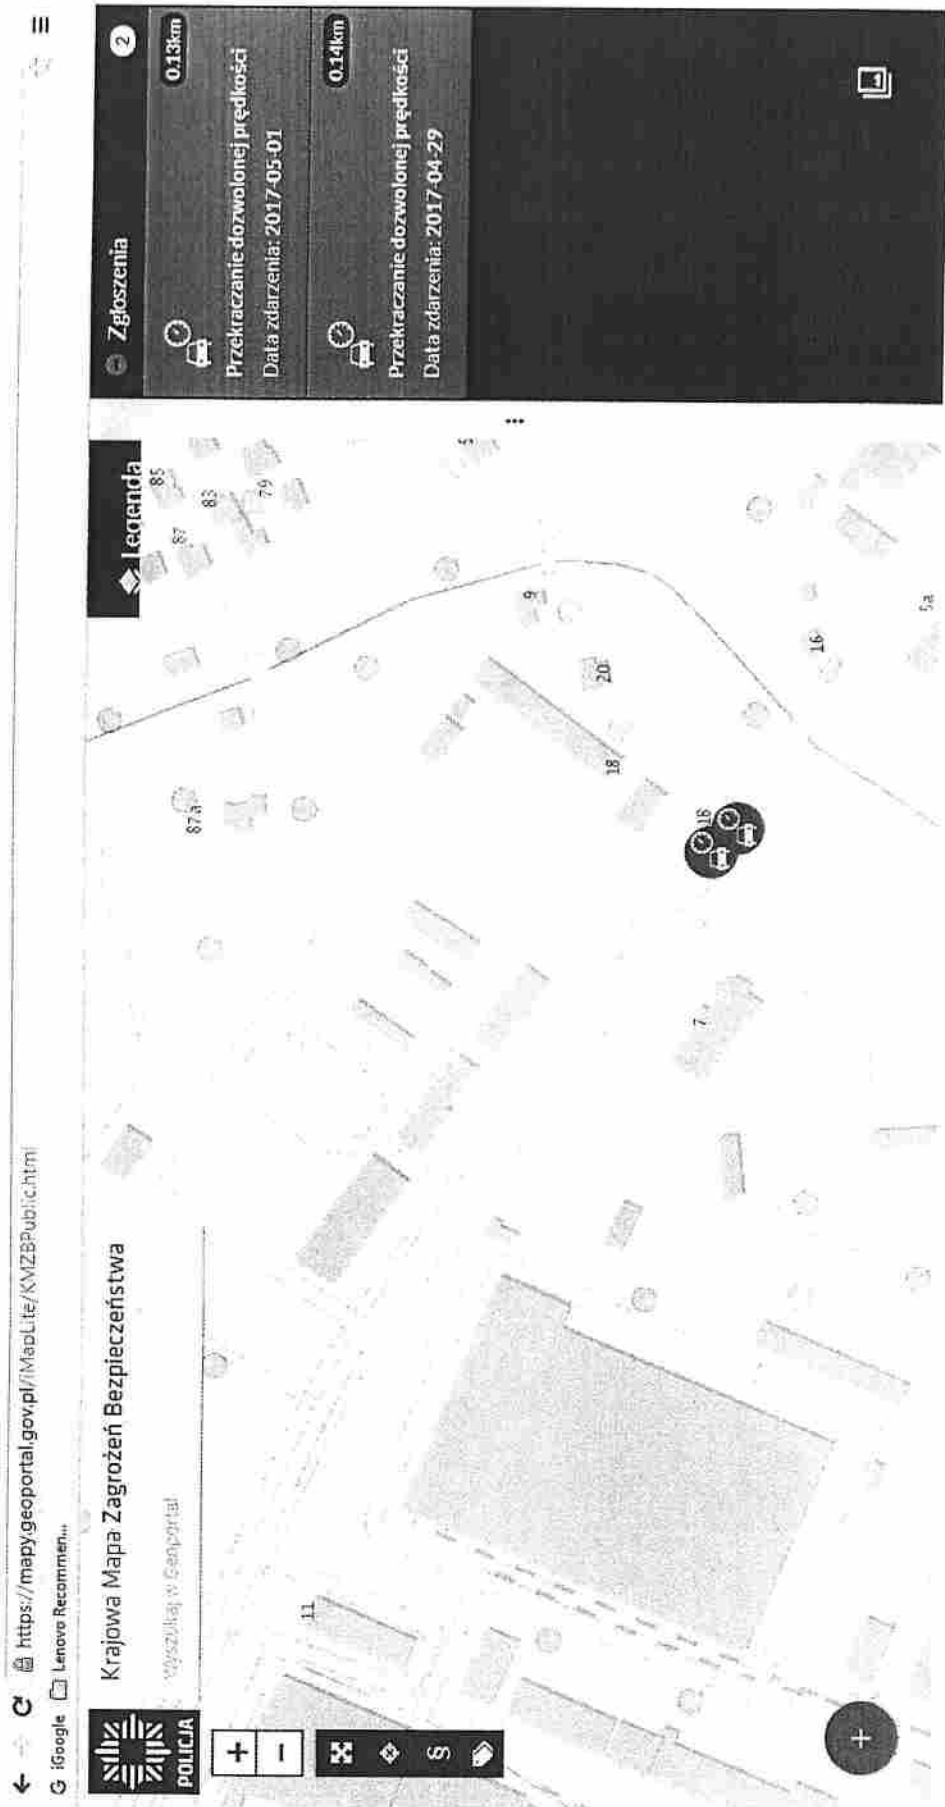 https://mapy.geoportal.gov.pl/iMapLite/KMZBPublic.html
G iGoogle Lenovo Recommen...
POLICJA
Krajowa Mapa Zagrożeń Bezpieczeństwa
Wyszukaj w Geoportal
+
−
§
Legenda
Zgłoszenia 2
0.13km
Przekraczanie dozwolonej prędkości
Data zdarzenia: 2017-05-01
0.14km
Przekraczanie dozwolonej prędkości
Data zdarzenia: 2017-04-29
85
87
83
79
87a
9
20
18
18
16
5a
7
11
+